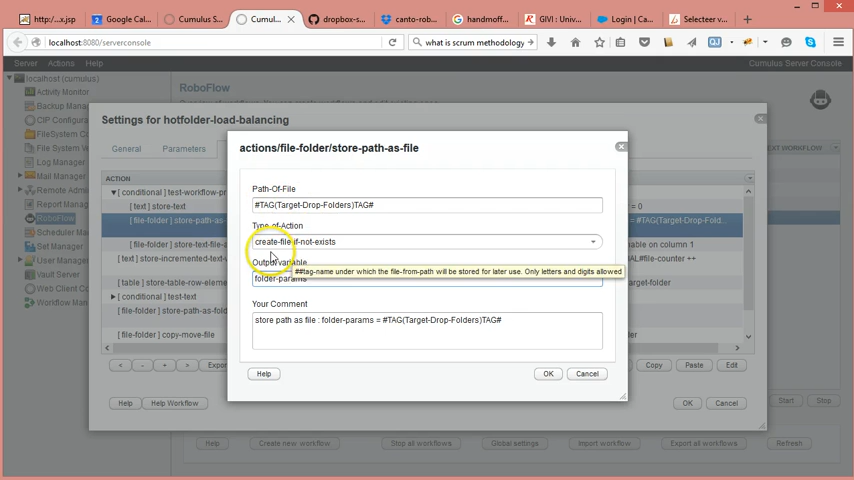 http:/...x.jsp
Google Cal...
Cumulus S...
Cumul...
dropbox-s...
canto-rob...
handmoff...
GIVI : Univ...
Login | Ca...
Selecteer v...
localhost:8080/serverconsole
what is scrum methodology
Server Actions Help
Cumulus Server Console
localhost (cumulus)
Activity Monitor
Backup Mana
CIP Configura
FileSystem C
File System V
Log Manager
Mail Manager
Remote Admi
Report Manag
RoboFlow
Scheduler Ma
Set Manager
User Manager
Vault Server
Workflow Man
RoboFlow
Settings for hotfolder-load-balancing
General Parameters
ACTION
EXT WORKFLOW
[ conditional ] test-workflow-pr
[ text ] store-text
= 0
[ file-folder ] store-path-as-
= #TAG(Target-Drop-Fold...
[ file-folder ] store-text-file-a
able on column 1
[ text ] store-incremented-text-
AL#file-counter ++
[ table ] store-table-row-eleme
rget-folder
[ conditional ] test-text
[ file-folder ] store-path-as-fold
[ file-folder ] copy-move-file
< - + > Expor
Copy Paste Edit
Help Help Workflow
OK Cancel
Start Stop
Help Create new workflow Stop all workflows Global settings Import workflow Export all workflows Refresh
actions/file-folder/store-path-as-file
Path-Of-File
#TAG(Target-Drop-Folders)TAG#
Type-of-Action
create-file-if-not-exists
Output-variable
##tag-name under which the file-from-path will be stored for later use. Only letters and digits allowed
folder-params
Your Comment
store path as file : folder-params = #TAG(Target-Drop-Folders)TAG#
Help
OK Cancel